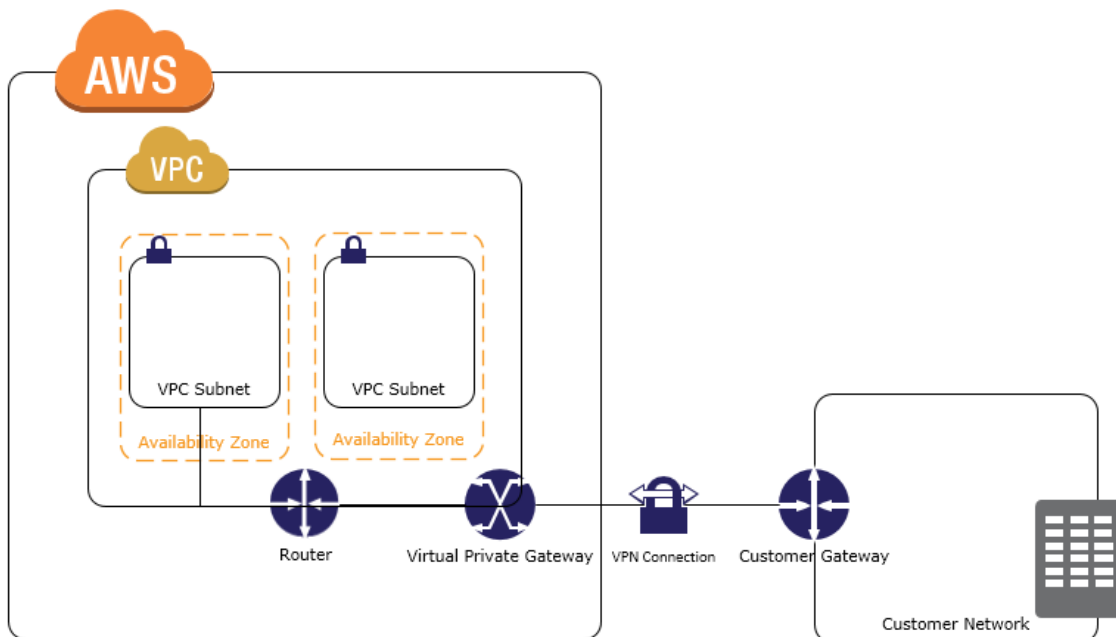 AWS
VPC
VPC Subnet
VPC Subnet
Availability Zone
Availability Zone
Router
Virtual Private Gateway
VPN Connection
Customer Gateway
Customer Network